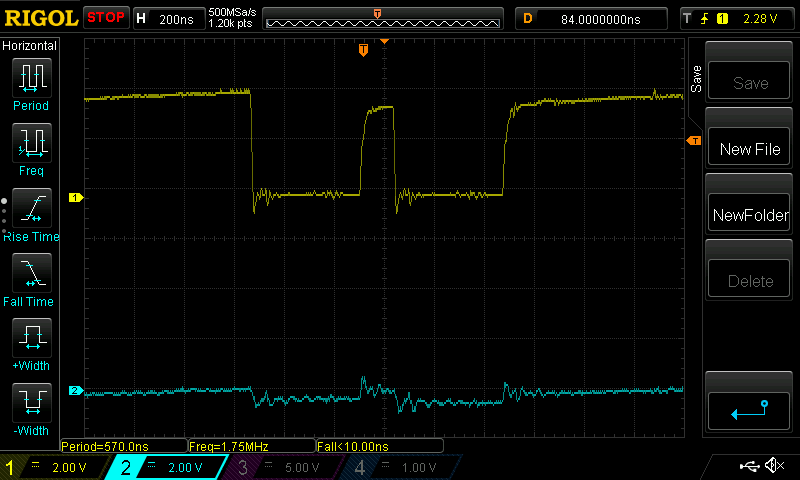 RIGOL STOP H 200ns 500MSa/s 1.20k pts T D 84.0000000ns T 1 2.28 V
Horizontal
Period
Freq
Rise Time
Fall Time
+Width
-Width
T
1
2
T
Save
Save
New File
NewFolder
Delete
Period=570.0ns Freq=1.75MHz Fall<10.00ns
1 2.00 V 2 2.00 V 3 5.00 V 4 1.00 V